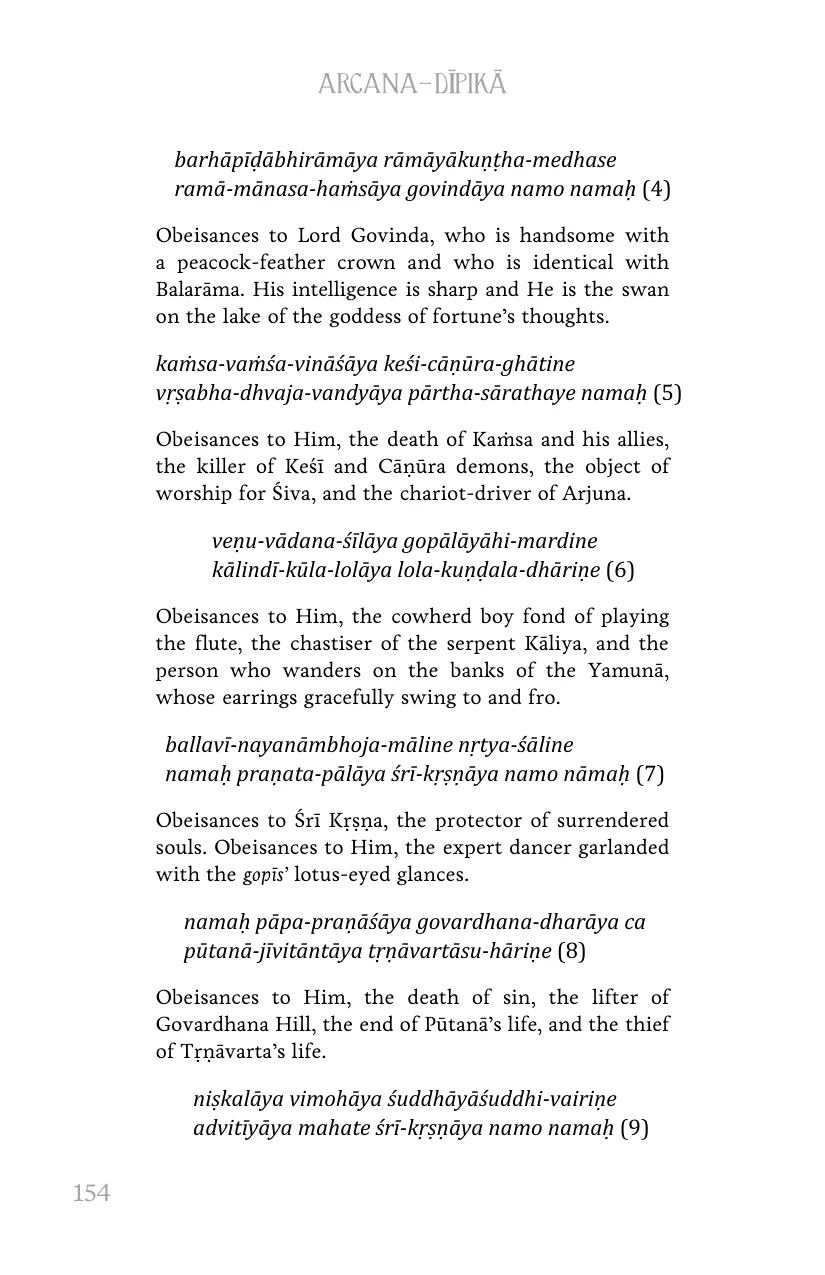 ARCANA–DĪPIKĀ
barhāpīḍābhirāmāya rāmāyākuṇṭha-medhase
ramā-mānasa-haṁsāya govindāya namo namaḥ (4)
Obeisances to Lord Govinda, who is handsome with
a peacock-feather crown and who is identical with
Balarāma. His intelligence is sharp and He is the swan
on the lake of the goddess of fortune’s thoughts.
kaṁsa-vaṁśa-vināśāya keśi-cāṇūra-ghātine
vṛṣabha-dhvaja-vandyāya pārtha-sārathaye namaḥ (5)
Obeisances to Him, the death of Kaṁsa and his allies,
the killer of Keśī and Cāṇūra demons, the object of
worship for Śiva, and the chariot-driver of Arjuna.
veṇu-vādana-śīlāya gopālāyāhi-mardine
kālindī-kūla-lolāya lola-kuṇḍala-dhāriṇe (6)
Obeisances to Him, the cowherd boy fond of playing
the flute, the chastiser of the serpent Kāliya, and the
person who wanders on the banks of the Yamunā,
whose earrings gracefully swing to and fro.
ballavī-nayanāmbhoja-māline nṛtya-śāline
namaḥ praṇata-pālāya śrī-kṛṣṇāya namo nāmaḥ (7)
Obeisances to Śrī Kṛṣṇa, the protector of surrendered
souls. Obeisances to Him, the expert dancer garlanded
with the gopīs’ lotus-eyed glances.
namaḥ pāpa-praṇāśāya govardhana-dharāya ca
pūtanā-jīvitāntāya tṛṇāvartāsu-hāriṇe (8)
Obeisances to Him, the death of sin, the lifter of
Govardhana Hill, the end of Pūtanā’s life, and the thief
of Tṛṇāvarta’s life.
niṣkalāya vimohāya śuddhāyāśuddhi-vairiṇe
advitīyāya mahate śrī-kṛṣṇāya namo namaḥ (9)
154